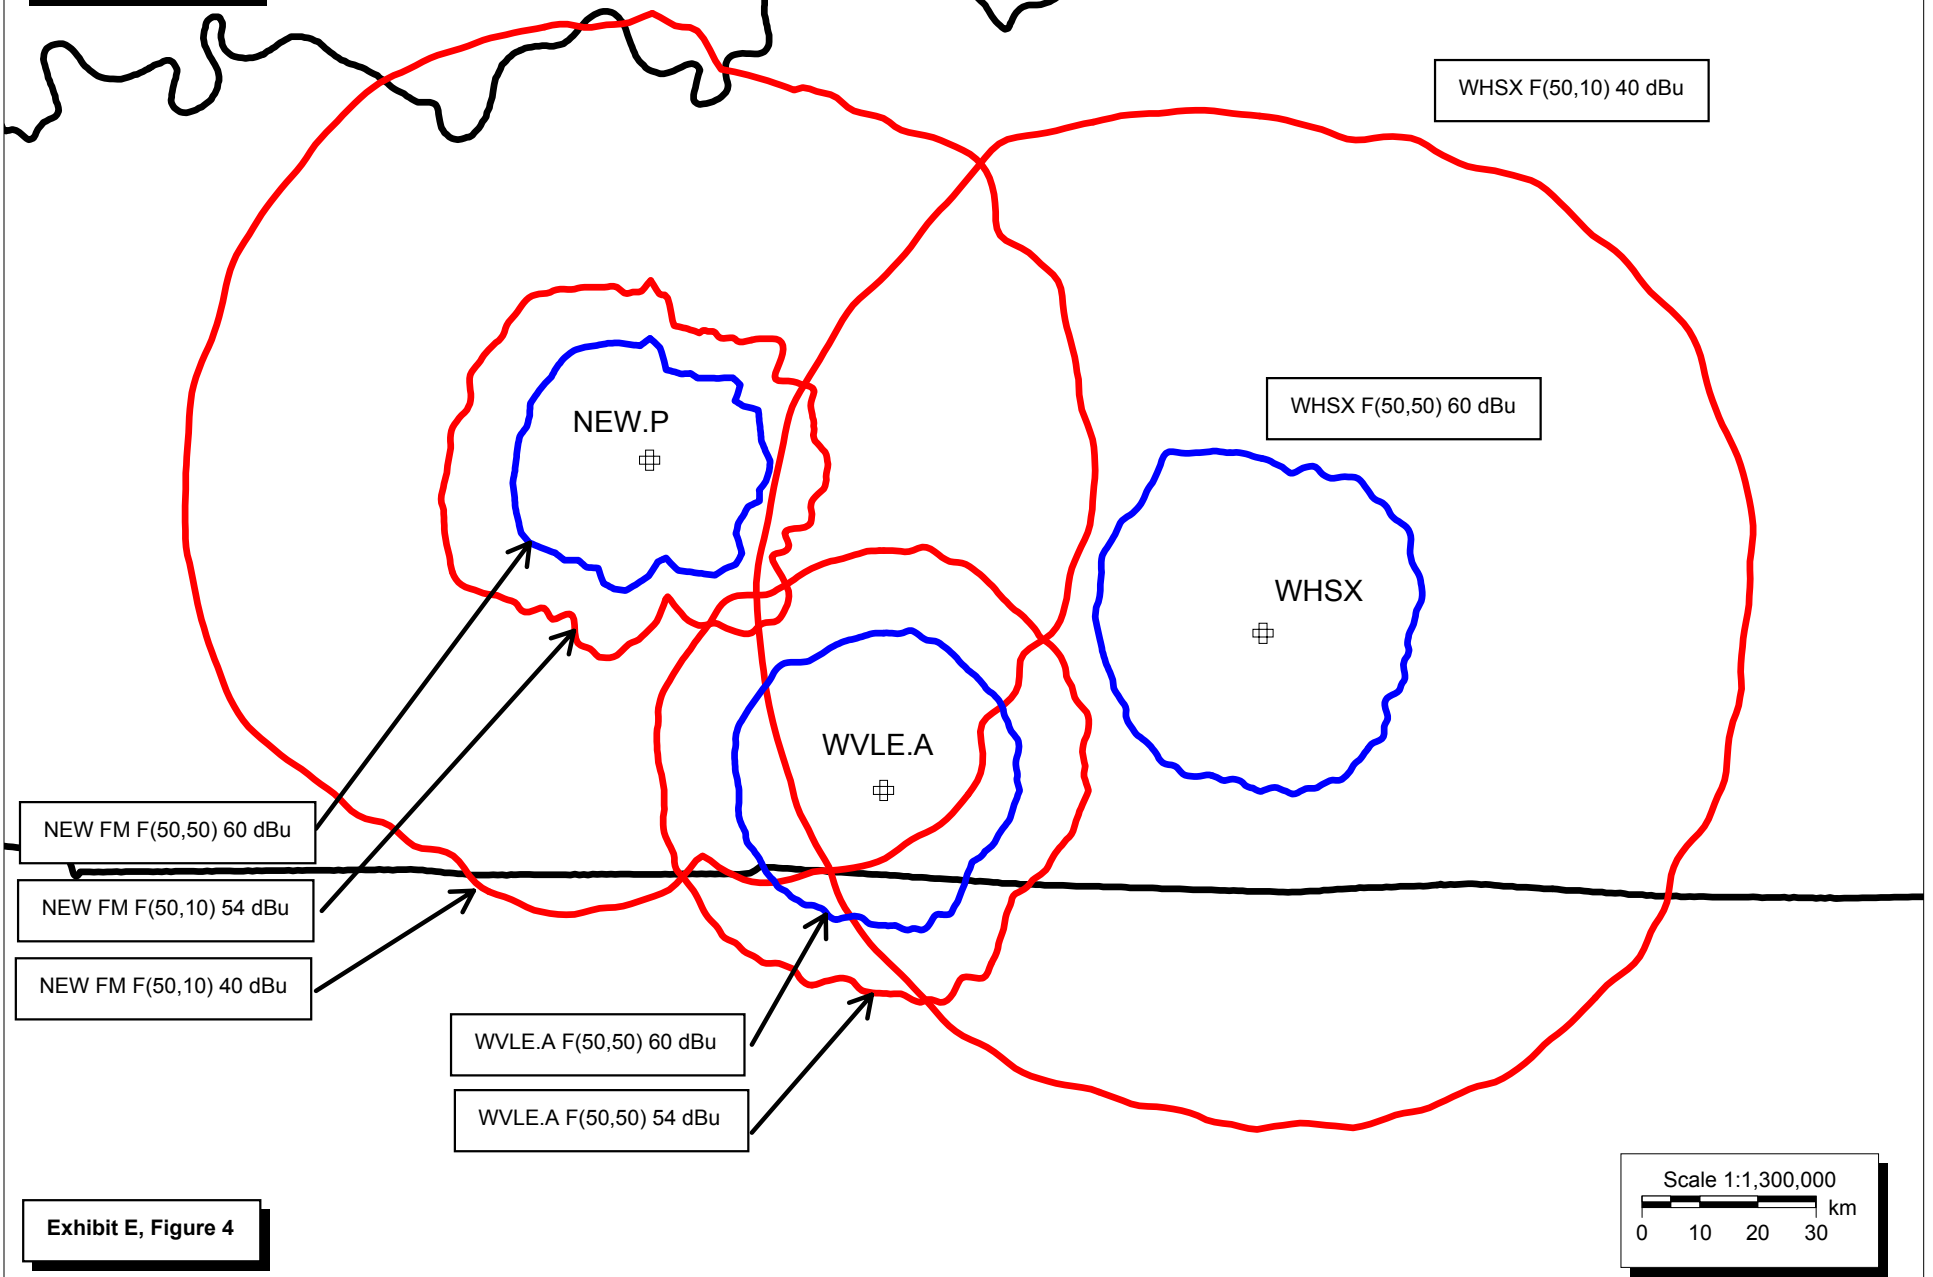 WHSX F(50,10) 40 dBu
WHSX F(50,50) 60 dBu
NEW.P
WHSX
WVLE.A
NEW FM F(50,50) 60 dBu
NEW FM F(50,10) 54 dBu
NEW FM F(50,10) 40 dBu
WVLE.A F(50,50) 60 dBu
WVLE.A F(50,50) 54 dBu
Exhibit E, Figure 4
Scale 1:1,300,000
km
0 10 20 30